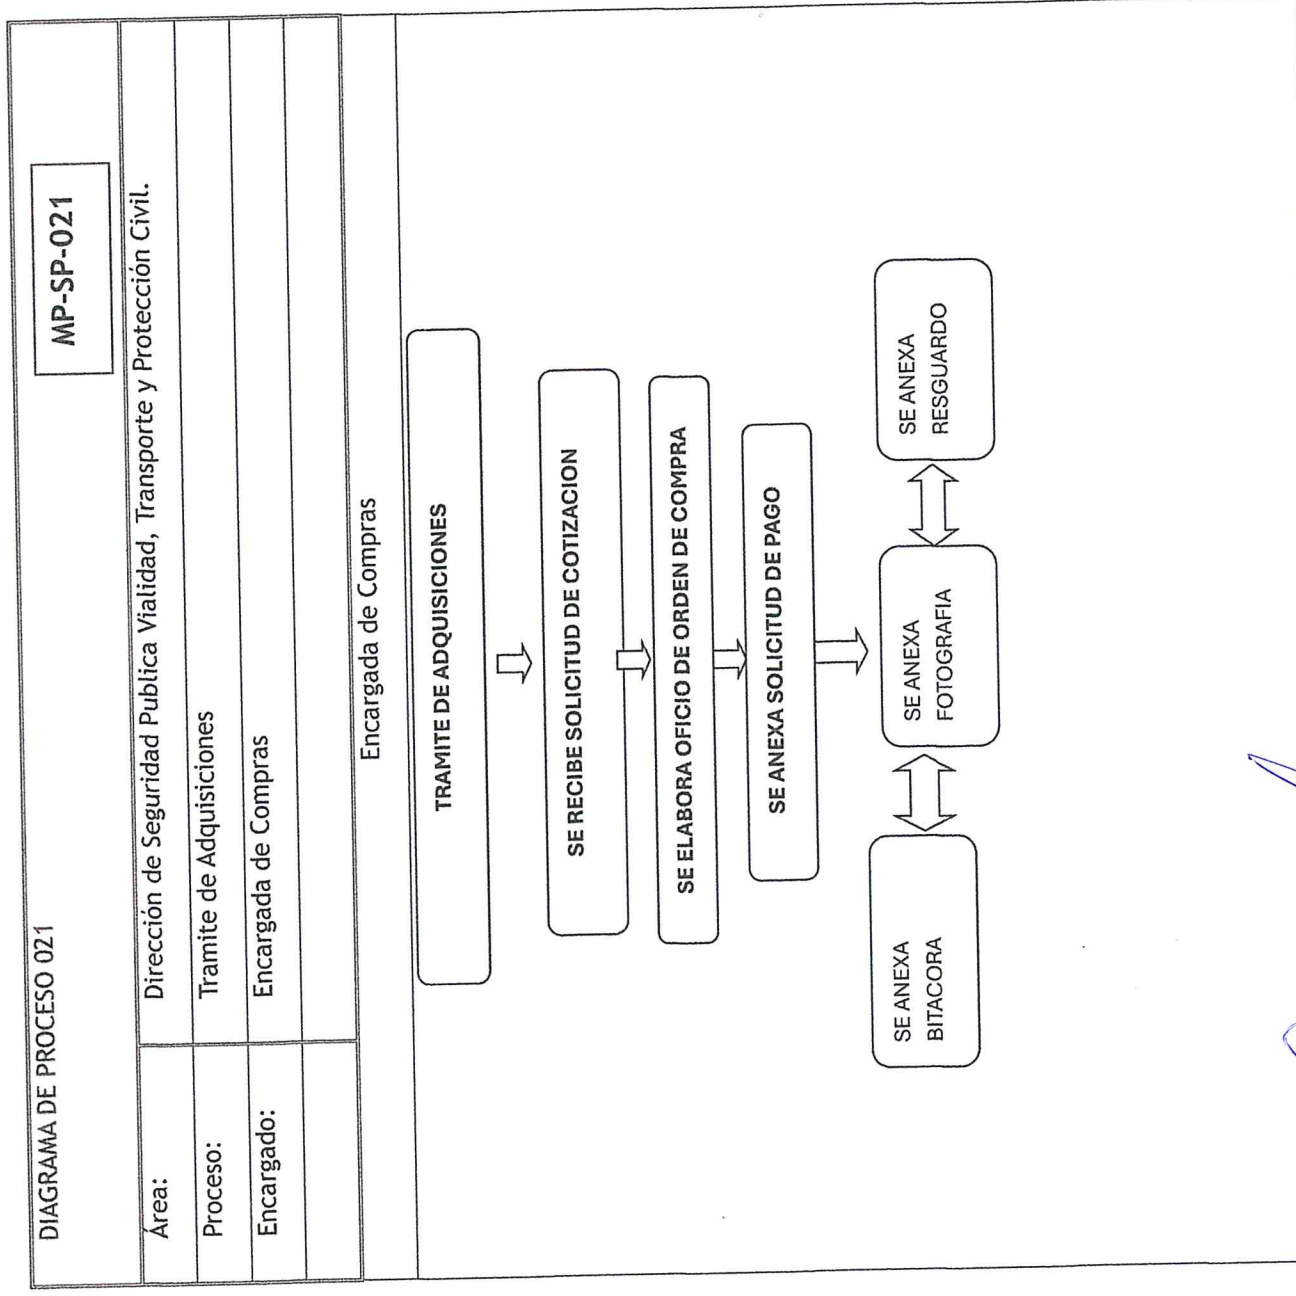 DIAGRAMA DE PROCESO 021
MP-SP-021
Área:
Dirección de Seguridad Publica Vialidad, Transporte y Protección Civil.
Proceso:
Tramite de Adquisiciones
Encargado:
Encargada de Compras
Encargada de Compras
TRAMITE DE ADQUISICIONES
SE RECIBE SOLICITUD DE COTIZACION
SE ELABORA OFICIO DE ORDEN DE COMPRA
SE ANEXA SOLICITUD DE PAGO
SE ANEXA
BITACORA
SE ANEXA
FOTOGRAFIA
SE ANEXA
RESGUARDO